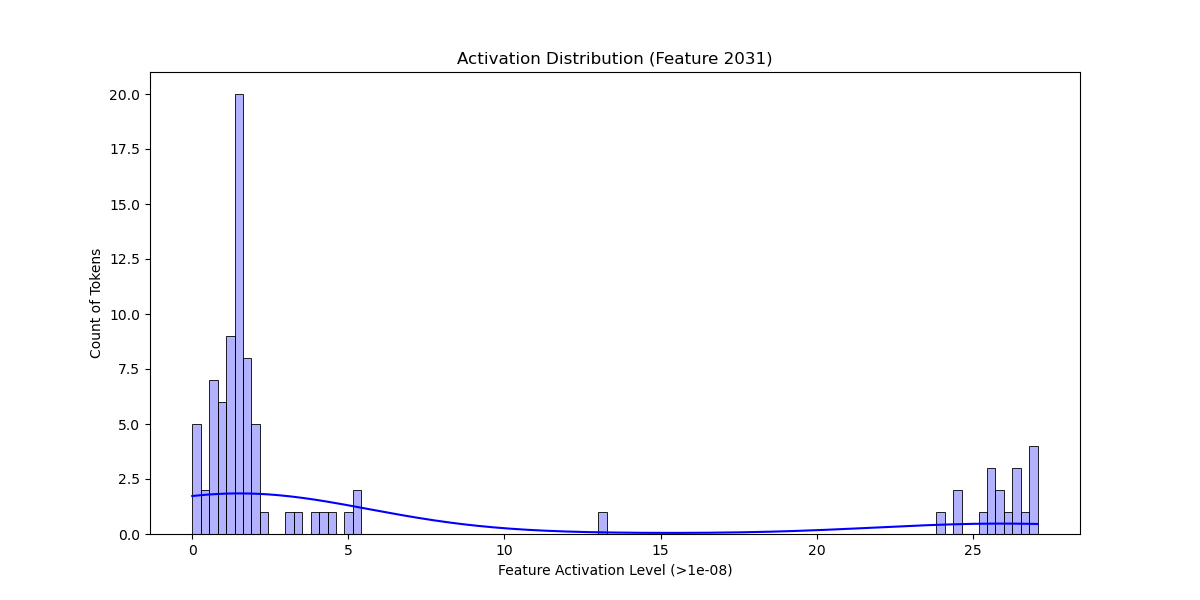 Activation Distribution (Feature 2031)
20.0
17.5
15.0
12.5
10.0
7.5
5.0
2.5
0.0
Count of Tokens
0 5 10 15 20 25
Feature Activation Level (>1e-08)